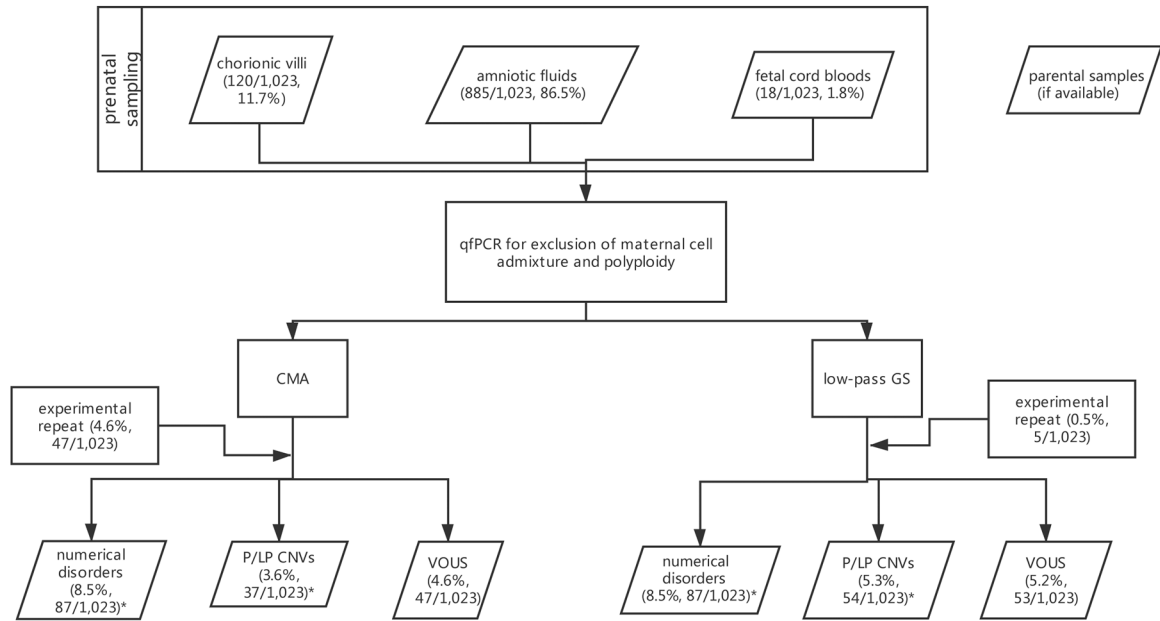 prenatal
sampling
chorionic villi
(120/1,023,
11.7%)
amniotic fluids
(885/1,023, 86.5%)
fetal cord bloods
(18/1,023, 1.8%)
parental samples
(if available)
qfPCR for exclusion of maternal cell
admixture and polyploidy
CMA
low-pass GS
experimental
repeat (4.6%,
47/1,023)
experimental
repeat (0.5%,
5/1,023)
numerical
disorders
(8.5%,
87/1,023)*
P/LP CNVs
(3.6%,
37/1,023)*
VOUS
(4.6%,
47/1,023)
numerical
disorders
(8.5%, 87/1,023)*
P/LP CNVs
(5.3%,
54/1,023)*
VOUS
(5.2%,
53/1,023)